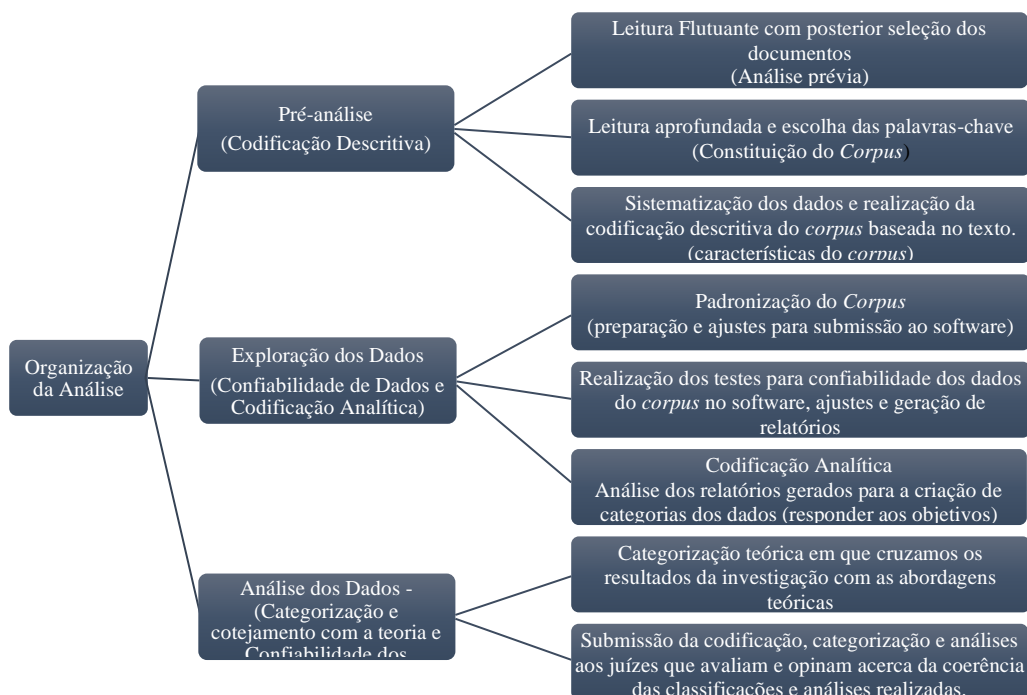 Organização
da Análise
Pré-análise
(Codificação Descritiva)
Leitura Flutuante com posterior seleção dos
documentos
(Análise prévia)
Leitura aprofundada e escolha das palavras-chave
(Constituição do Corpus)
Sistematização dos dados e realização da
codificação descritiva do corpus baseada no texto.
(características do corpus)
Exploração dos Dados
(Confiabilidade de Dados e
Codificação Analítica)
Padronização do Corpus
(preparação e ajustes para submissão ao software)
Realização dos testes para confiabilidade dos dados
do corpus no software, ajustes e geração de
relatórios
Codificação Analítica
Análise dos relatórios gerados para a criação de
categorias dos dados (responder aos objetivos)
Análise dos Dados -
(Categorização e
cotejamento com a teoria e
Confiabilidade dos
Categorização teórica em que cruzamos os
resultados da investigação com as abordagens
teóricas
Submissão da codificação, categorização e análises
aos juízes que avaliam e opinam acerca da coerência
das classificações e análises realizadas.